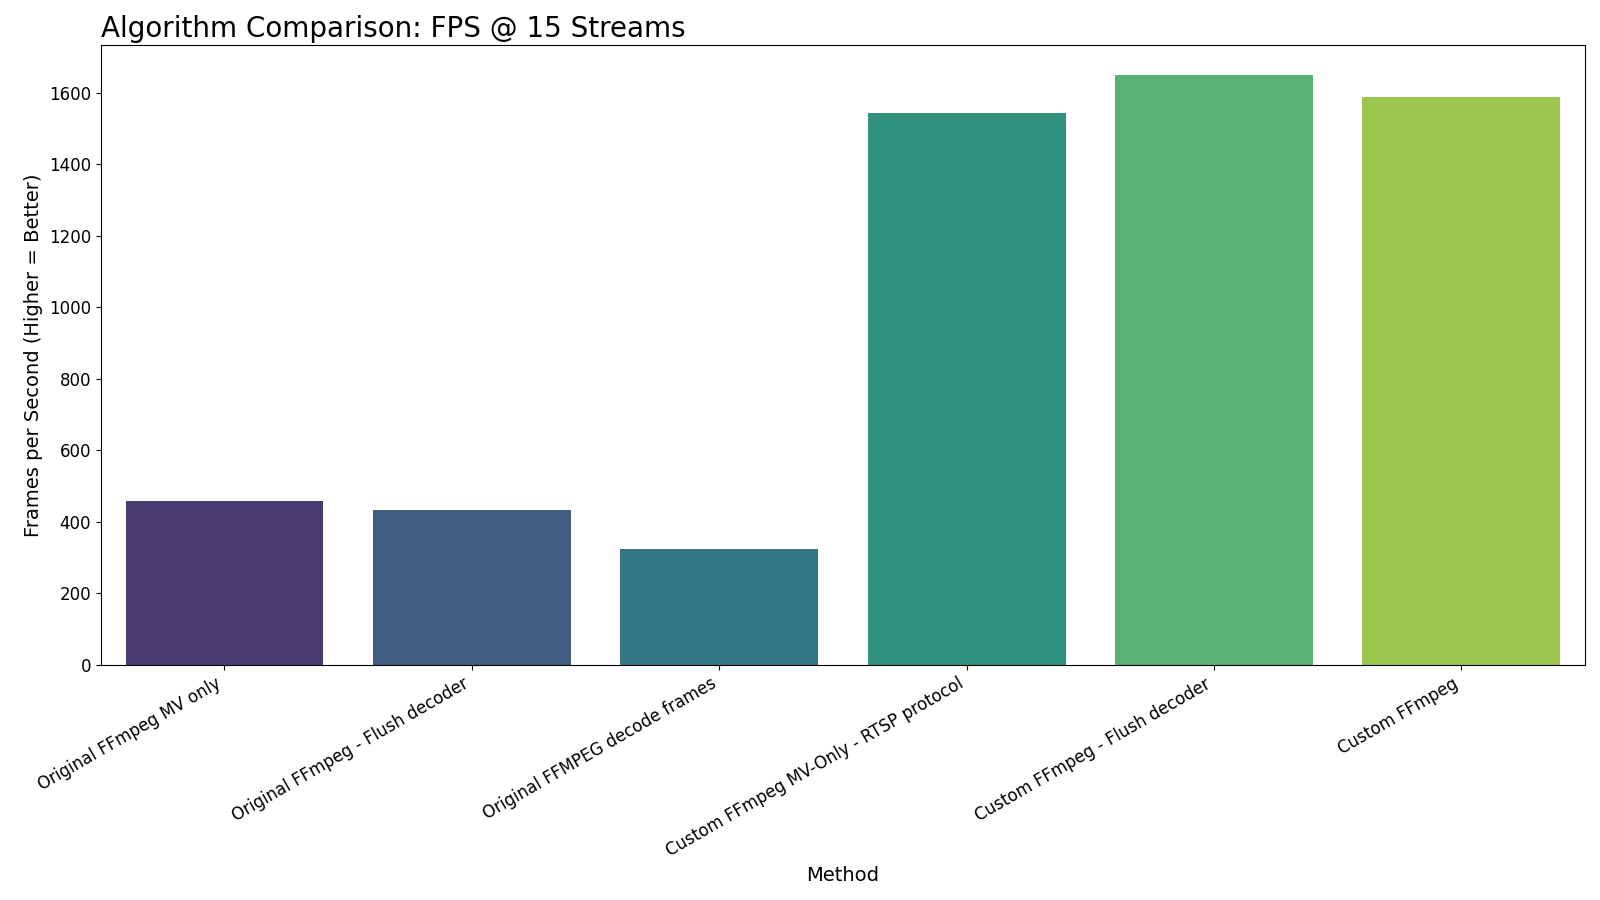 Algorithm Comparison: FPS @ 15 Streams
Frames per Second (Higher = Better)
1600
1400
1200
1000
800
600
400
200
0
Original FFmpeg MV only
Original FFmpeg - Flush decoder
Original FFMPEG decode frames
Custom FFmpeg MV-Only - RTSP protocol
Custom FFmpeg - Flush decoder
Custom FFmpeg
Method